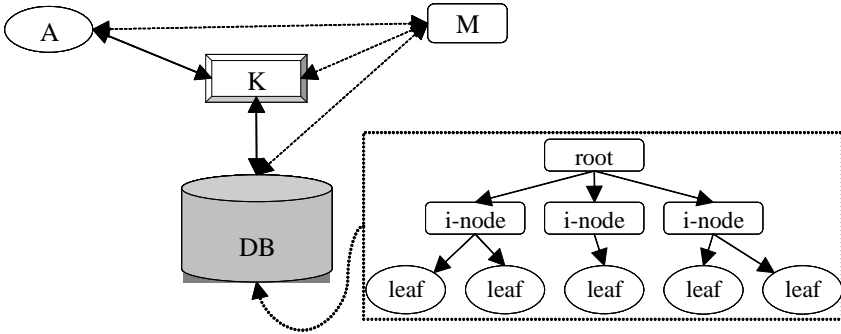 A
M
K
DB
root
i-node
i-node
i-node
leaf
leaf
leaf
leaf
leaf